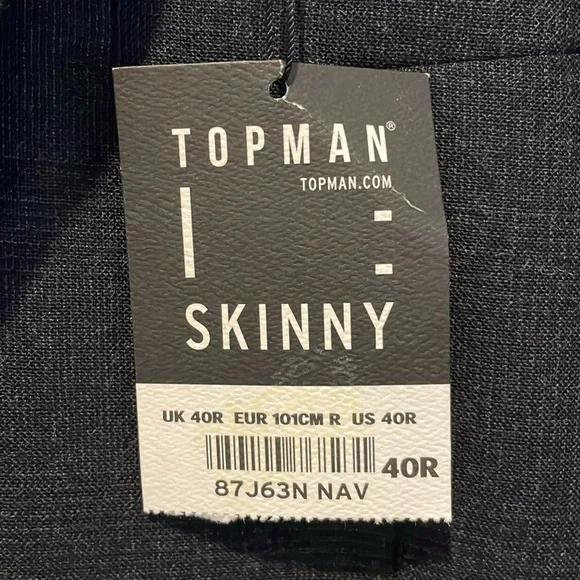 TOPMAN®
TOPMAN.COM
SKINNY
UK 40R EUR 101CM R US 40R
40R
87J63N NAV